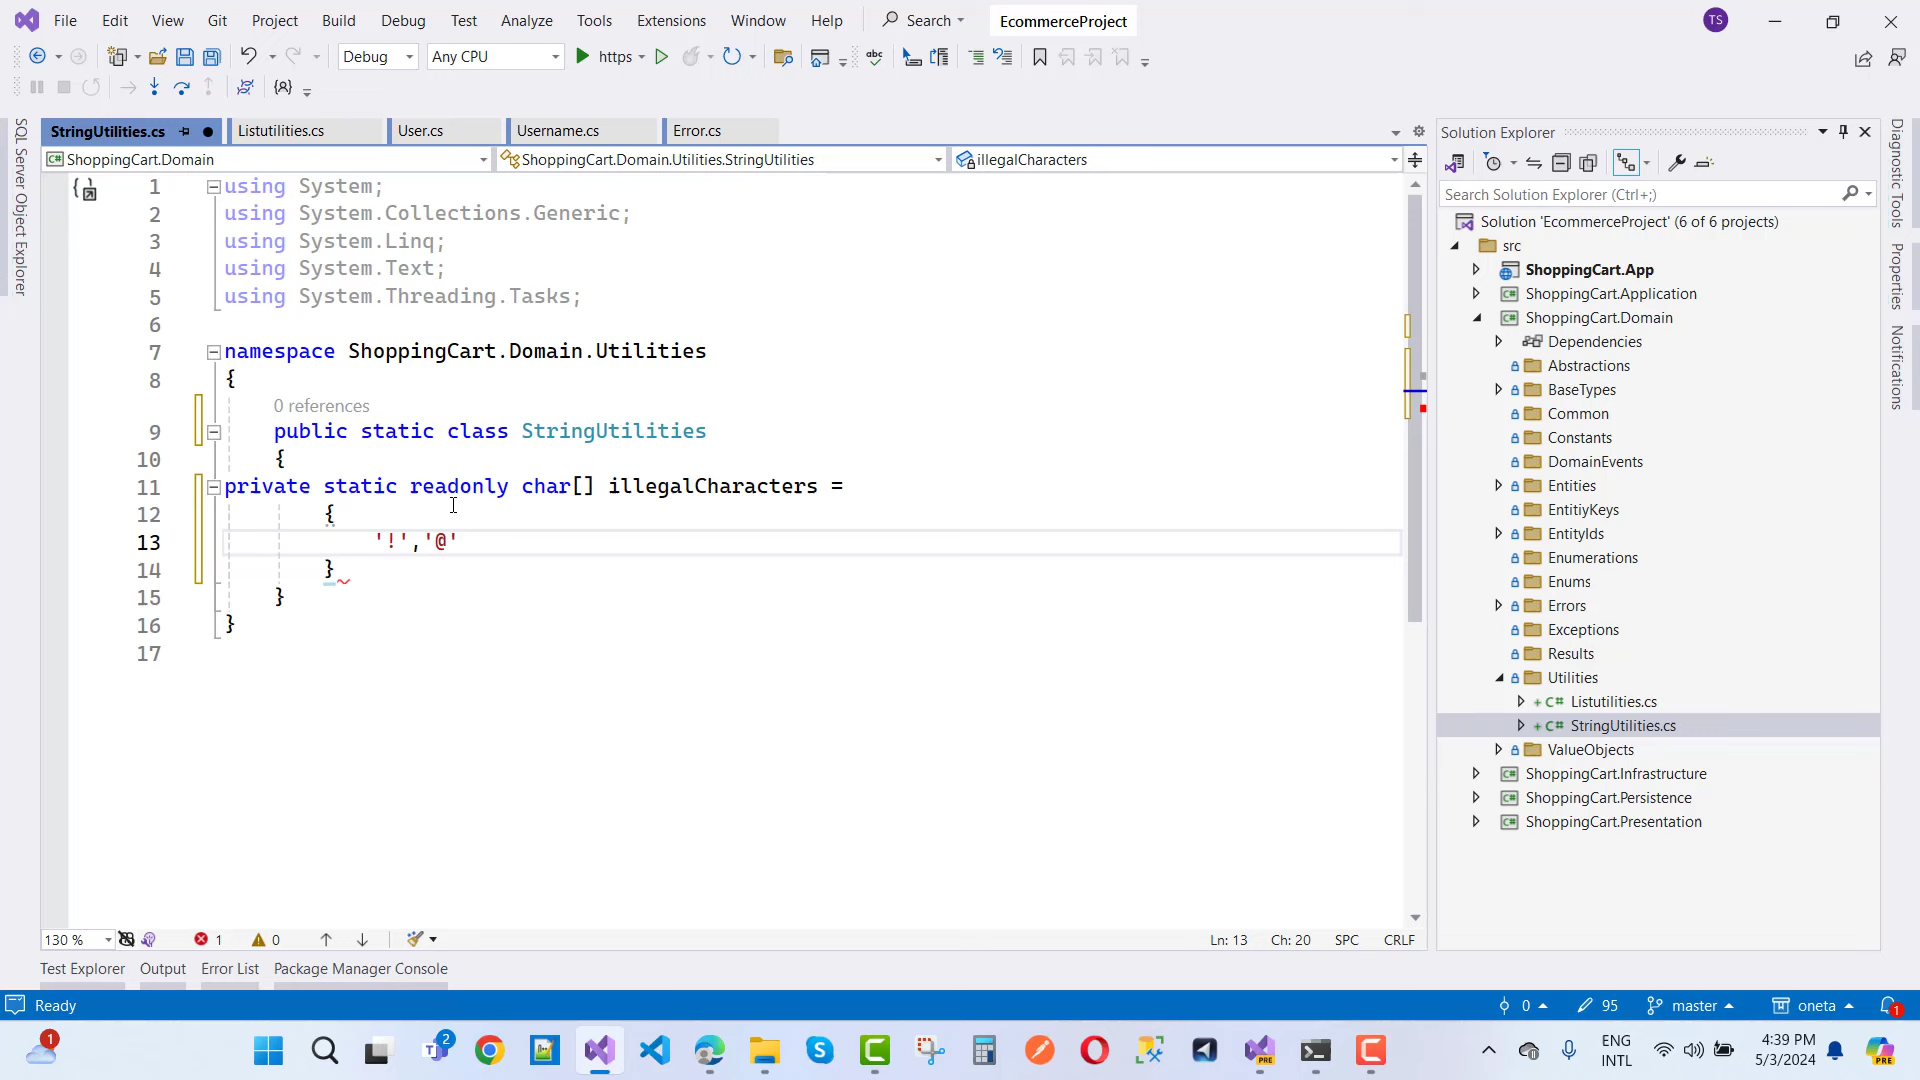 File Edit View Git Project Build Debug Test Analyze Tools Extensions Window Help Search EcommerceProject TS
Debug Any CPU https
StringUtilities.cs Listutilities.cs User.cs Username.cs Error.cs
ShoppingCart.Domain ShoppingCart.Domain.Utilities.StringUtilities illegalCharacters
1 using System;
2 using System.Collections.Generic;
3 using System.Linq;
4 using System.Text;
5 using System.Threading.Tasks;
6
7 namespace ShoppingCart.Domain.Utilities
8 {
0 references
9 public static class StringUtilities
10 {
11 private static readonly char[] illegalCharacters =
12 {
13 '!','@'
14 }
15 }
16 }
17
130 % 1 0 Ln: 13 Ch: 20 SPC CRLF
Test Explorer Output Error List Package Manager Console
SQL Server Object Explorer
Solution Explorer
Search Solution Explorer (Ctrl+;)
Solution 'EcommerceProject' (6 of 6 projects)
src
ShoppingCart.App
ShoppingCart.Application
ShoppingCart.Domain
Dependencies
Abstractions
BaseTypes
Common
Constants
DomainEvents
Entities
EntitiyKeys
EntityIds
Enumerations
Enums
Errors
Exceptions
Results
Utilities
Listutilities.cs
StringUtilities.cs
ValueObjects
ShoppingCart.Infrastructure
ShoppingCart.Persistence
ShoppingCart.Presentation
Diagnostic Tools
Properties
Notifications
Ready 0 95 master oneta 1
1 2 PRE ENG INTL 4:39 PM 5/3/2024 PRE